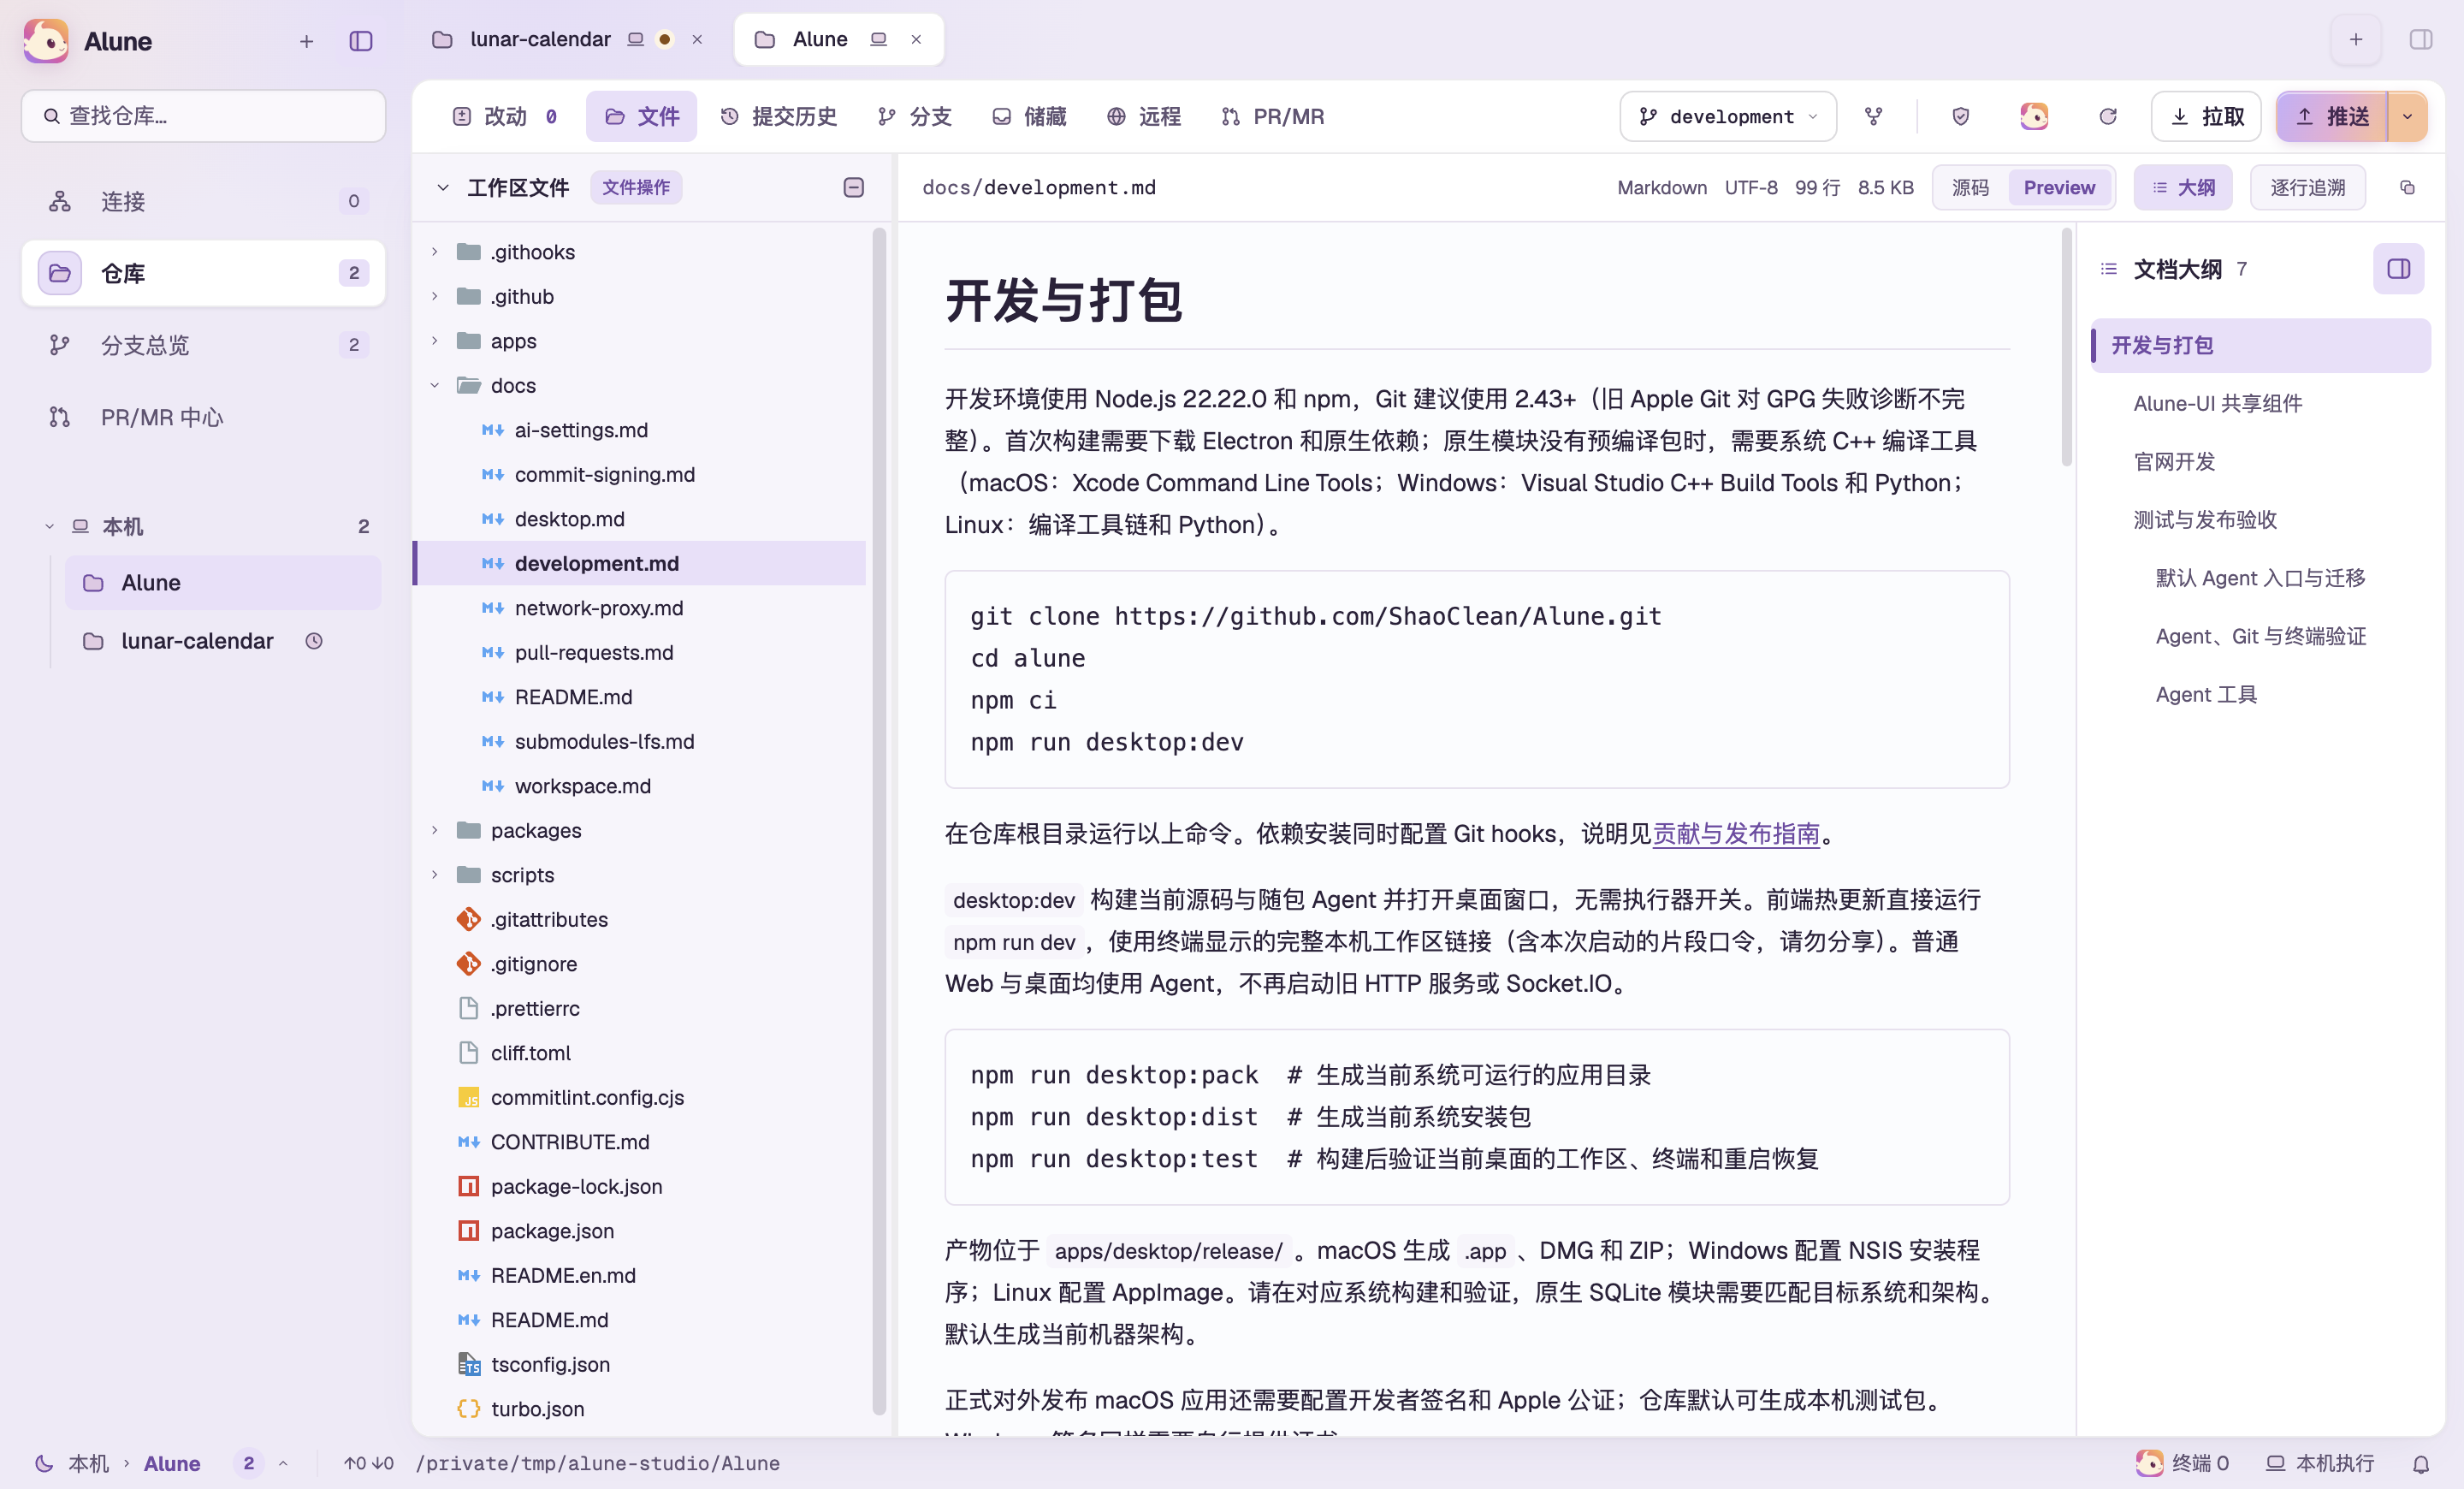 Alune
lunar-calendar
Alune
查找仓库...
连接 0
仓库 2
分支总览 2
PR/MR 中心
本机 2
Alune
lunar-calendar
改动 0
文件
提交历史
分支
储藏
远程
PR/MR
development
拉取
推送
工作区文件 文件操作
.githooks
.github
apps
docs
ai-settings.md
commit-signing.md
desktop.md
development.md
network-proxy.md
pull-requests.md
README.md
submodules-lfs.md
workspace.md
packages
scripts
.gitattributes
.gitignore
.prettierrc
cliff.toml
commitlint.config.cjs
CONTRIBUTE.md
package-lock.json
package.json
README.en.md
README.md
tsconfig.json
turbo.json
docs/development.md
Markdown UTF-8 99 行 8.5 KB 源码 Preview 大纲 逐行追溯
开发与打包
开发环境使用 Node.js 22.22.0 和 npm，Git 建议使用 2.43+（旧 Apple Git 对 GPG 失败诊断不完
整）。首次构建需要下载 Electron 和原生依赖；原生模块没有预编译包时，需要系统 C++ 编译工具
（macOS：Xcode Command Line Tools；Windows：Visual Studio C++ Build Tools 和 Python；
Linux：编译工具链和 Python）。
git clone https://github.com/ShaoClean/Alune.git
cd alune
npm ci
npm run desktop:dev
在仓库根目录运行以上命令。依赖安装同时配置 Git hooks，说明见贡献与发布指南。
desktop:dev 构建当前源码与随包 Agent 并打开桌面窗口，无需执行器开关。前端热更新直接运行
npm run dev ，使用终端显示的完整本机工作区链接（含本次启动的片段口令，请勿分享）。普通
Web 与桌面均使用 Agent，不再启动旧 HTTP 服务或 Socket.IO。
npm run desktop:pack  # 生成当前系统可运行的应用目录
npm run desktop:dist  # 生成当前系统安装包
npm run desktop:test  # 构建后验证当前桌面的工作区、终端和重启恢复
产物位于 apps/desktop/release/ 。macOS 生成 .app 、DMG 和 ZIP；Windows 配置 NSIS 安装程
序；Linux 配置 AppImage。请在对应系统构建和验证，原生 SQLite 模块需要匹配目标系统和架构。
默认生成当前机器架构。
正式对外发布 macOS 应用还需要配置开发者签名和 Apple 公证；仓库默认可生成本机测试包。
文档大纲 7
开发与打包
Alune-UI 共享组件
官网开发
测试与发布验收
默认 Agent 入口与迁移
Agent、Git 与终端验证
Agent 工具
本机 › Alune 2 ↑0 ↓0 /private/tmp/alune-studio/Alune
终端 0 本机执行